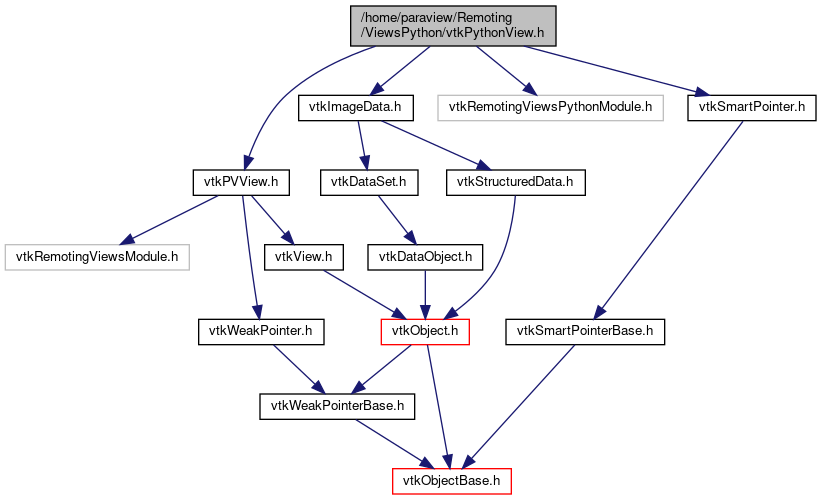 /home/paraview/Remoting
/ViewsPython/vtkPythonView.h
vtkImageData.h
vtkRemotingViewsPythonModule.h
vtkSmartPointer.h
vtkPVView.h
vtkDataSet.h
vtkStructuredData.h
vtkRemotingViewsModule.h
vtkView.h
vtkDataObject.h
vtkWeakPointer.h
vtkObject.h
vtkSmartPointerBase.h
vtkWeakPointerBase.h
vtkObjectBase.h